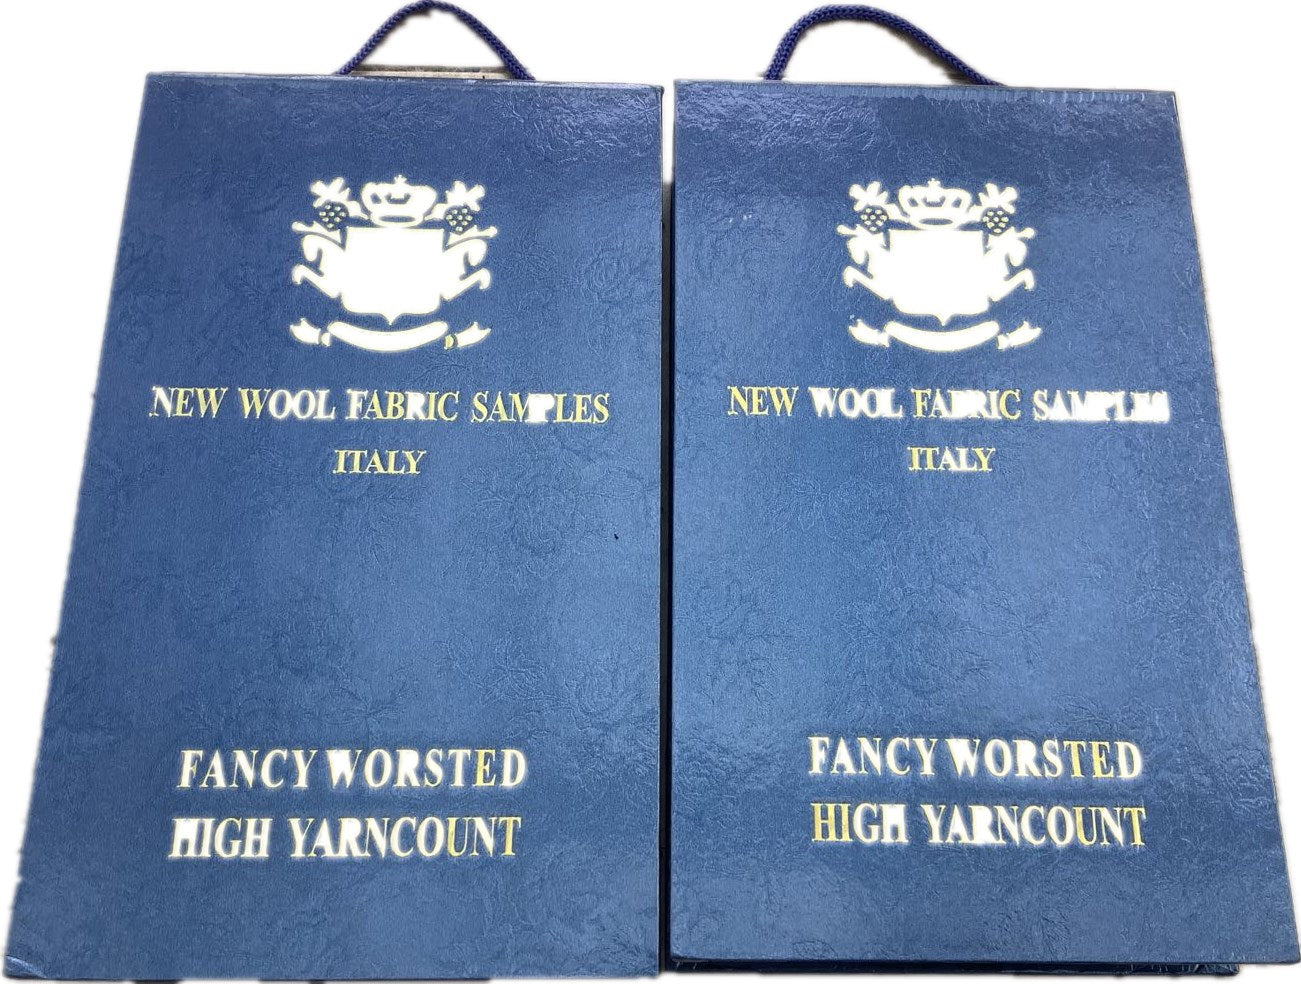 NEW WOOL FABRIC SAMPLES
ITALY
FANCY WORSTED
HIGH YARNCOUNT
NEW WOOL FABRIC SAMPLES
ITALY
FANCY WORSTED
HIGH YARNCOUNT